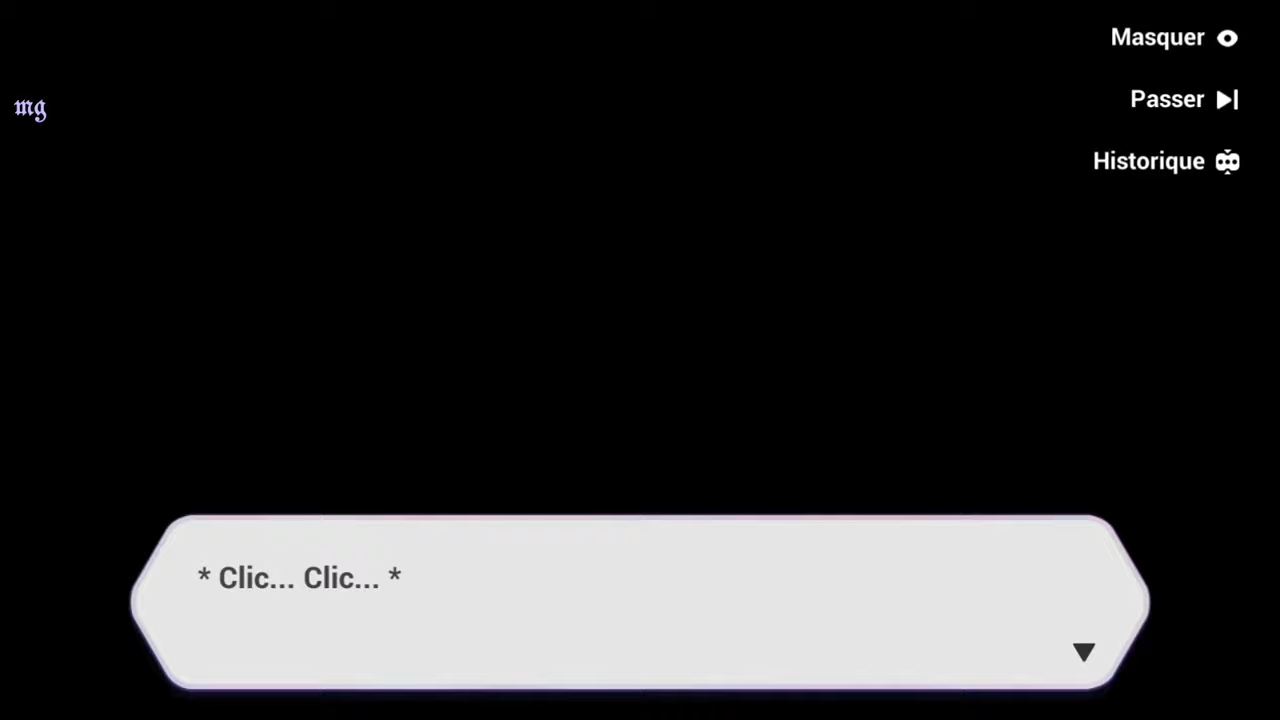 Masquer
𝔪𝔤
Passer
Historique
* Clic... Clic... *